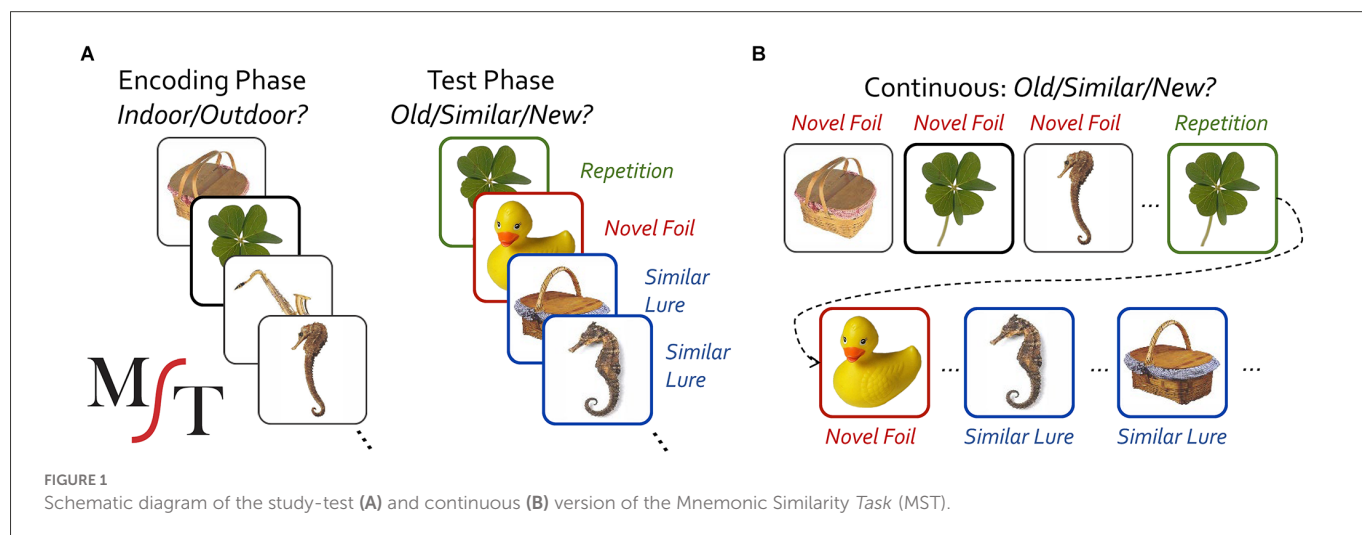 A
Encoding Phase
Indoor/Outdoor?
Test Phase
Old/Similar/New?
Repetition
Novel Foil
Similar
Lure
Similar
Lure
MST
...
...
B
Continuous: Old/Similar/New?
Novel Foil Novel Foil Novel Foil Repetition
...
... ... ...
Novel Foil Similar Lure Similar Lure
FIGURE 1
Schematic diagram of the study-test (A) and continuous (B) version of the Mnemonic Similarity Task (MST).